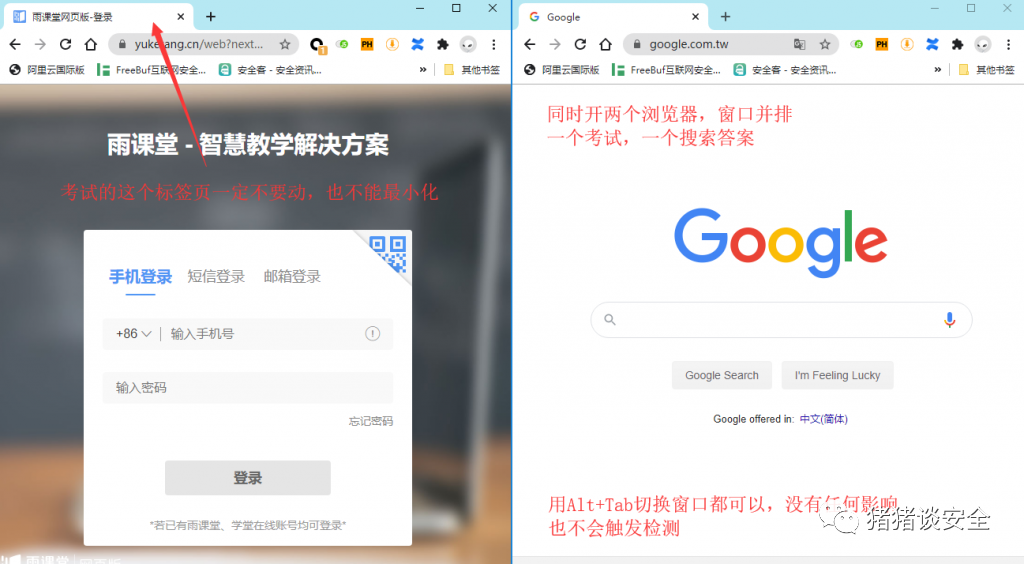 雨课堂网页版-登录
yuketang.cn/web?next...
阿里云国际版
FreeBuf互联网安全...
安全客 - 安全资讯...
»
其他书签
雨课堂 - 智慧教学解决方案
考试的这个标签页一定不要动，也不能最小化
手机登录 短信登录 邮箱登录
+86 输入手机号
输入密码
忘记密码
登录
*若已有雨课堂、学堂在线账号均可登录*
雨课堂 网页版
Google
google.com.tw
阿里云国际版
FreeBuf互联网安全...
安全客 - 安全资讯...
»
其他书签
同时开两个浏览器，窗口并排
一个考试，一个搜索答案
Google
Google Search
I'm Feeling Lucky
Google offered in: 中文(简体)
用Alt+Tab切换窗口都可以，没有任何影响
也不会触发检测
猪猪谈安全